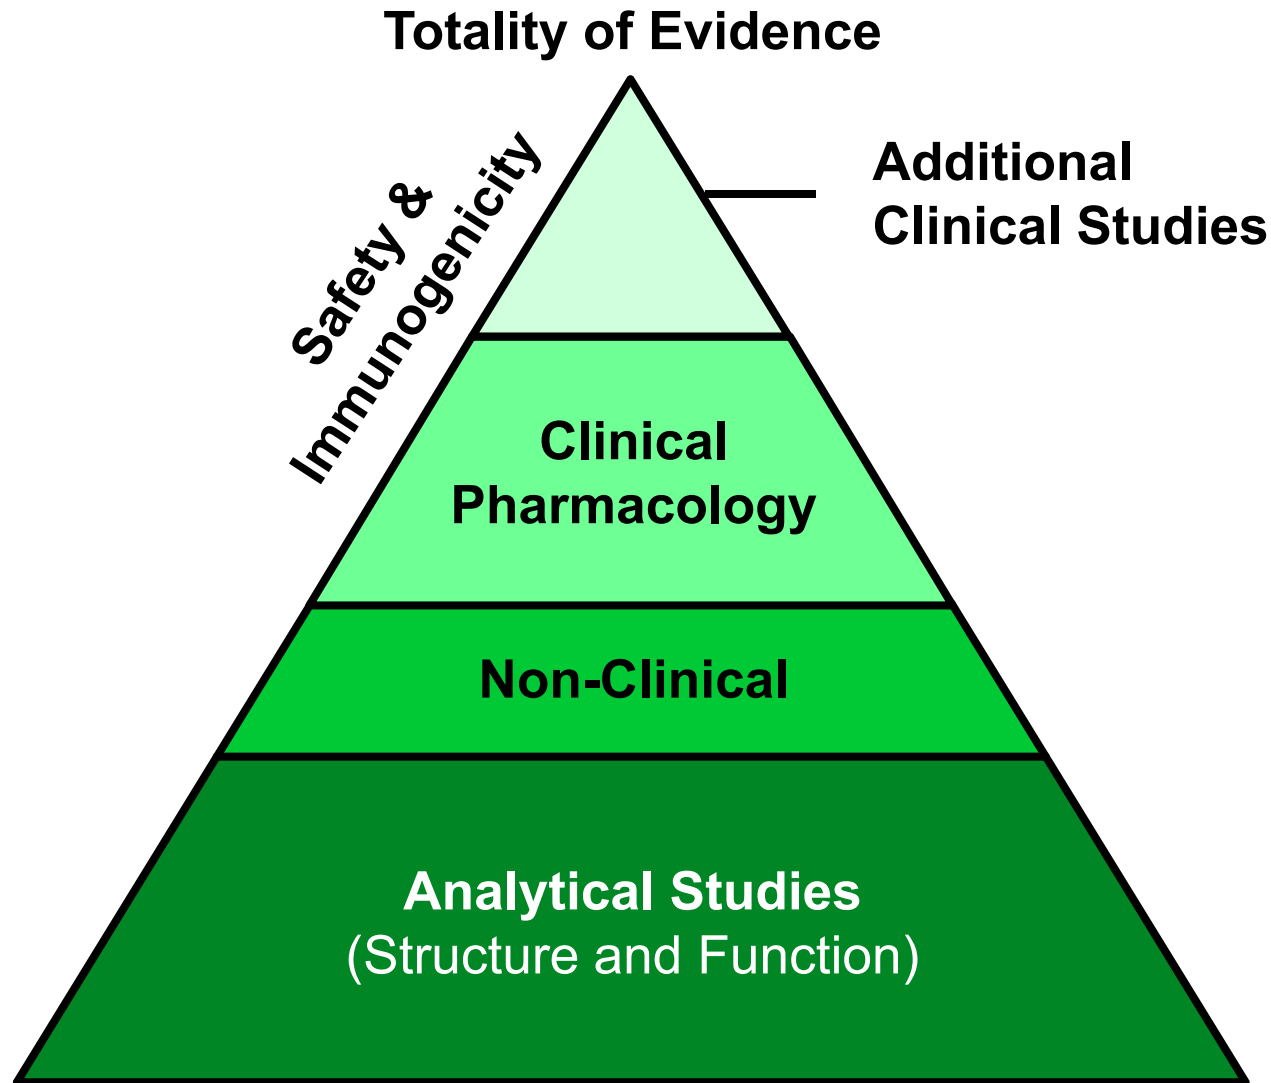 Totality of Evidence
Safety &
Immunogenicity
Additional
Clinical Studies
Clinical
Pharmacology
Non-Clinical
Analytical Studies
(Structure and Function)